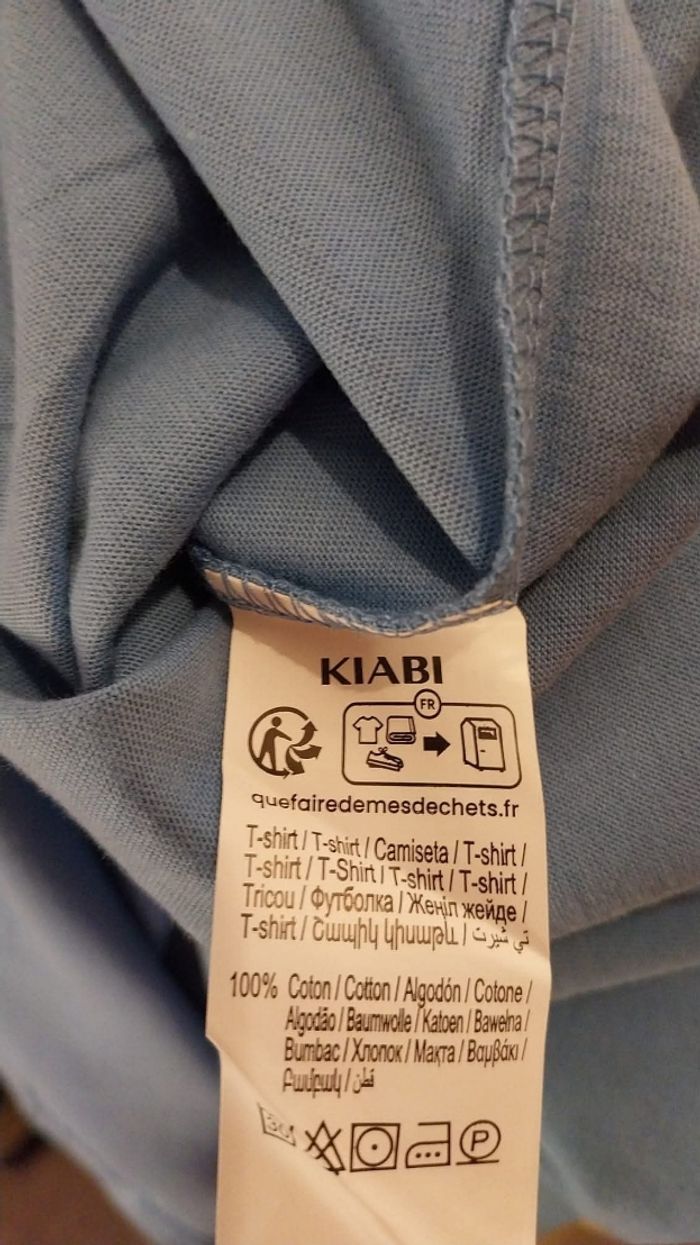 KIABI
FR
quefairedemesdechets.fr
T-shirt / T-shirt / Camiseta / T-shirt /
T-shirt / T-Shirt / T-shirt / T-shirt /
Tricou / Футболка / Жеңіл жейде /
T-shirt / Շապիկ կիսաթև / تي شيرت
100% Coton / Cotton / Algodón / Cotone /
Algodão / Baumwolle / Katoen / Bawełna /
Bumbac / Хлопок / Мақта / Βαμβάκι /
Բամբակ / قطن
30
P